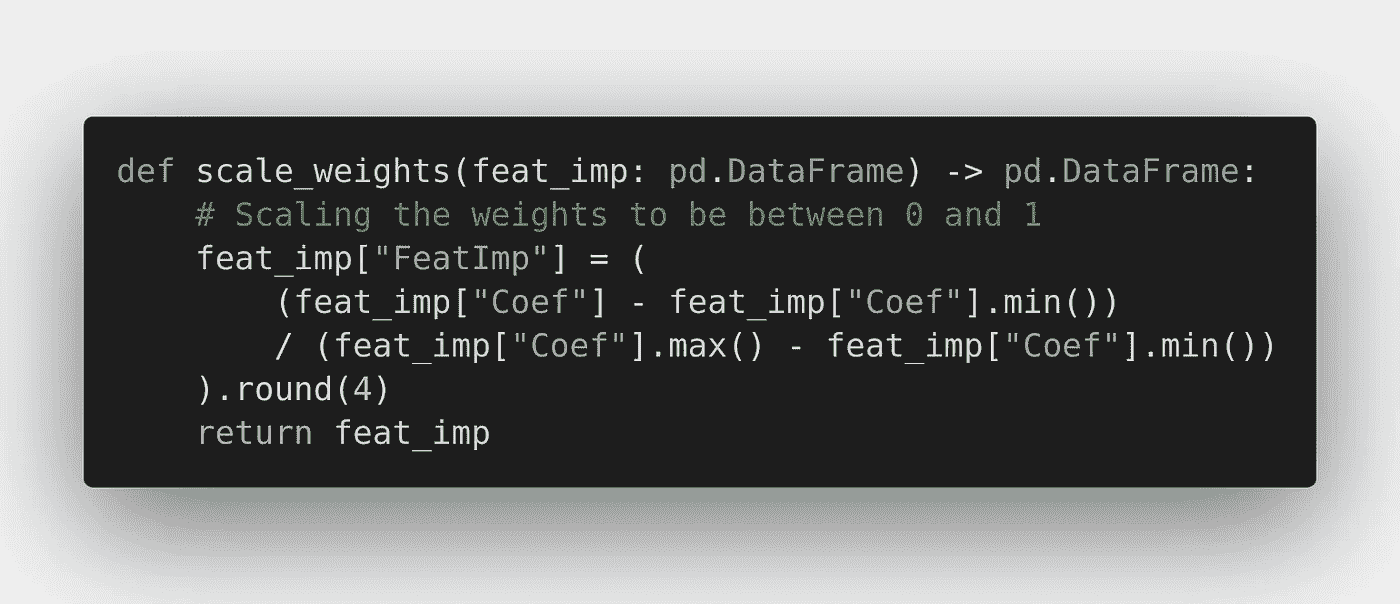 def scale_weights(feat_imp: pd.DataFrame) -> pd.DataFrame:
    # Scaling the weights to be between 0 and 1
    feat_imp["FeatImp"] = (
        (feat_imp["Coef"] - feat_imp["Coef"].min())
        / (feat_imp["Coef"].max() - feat_imp["Coef"].min())
    ).round(4)
    return feat_imp